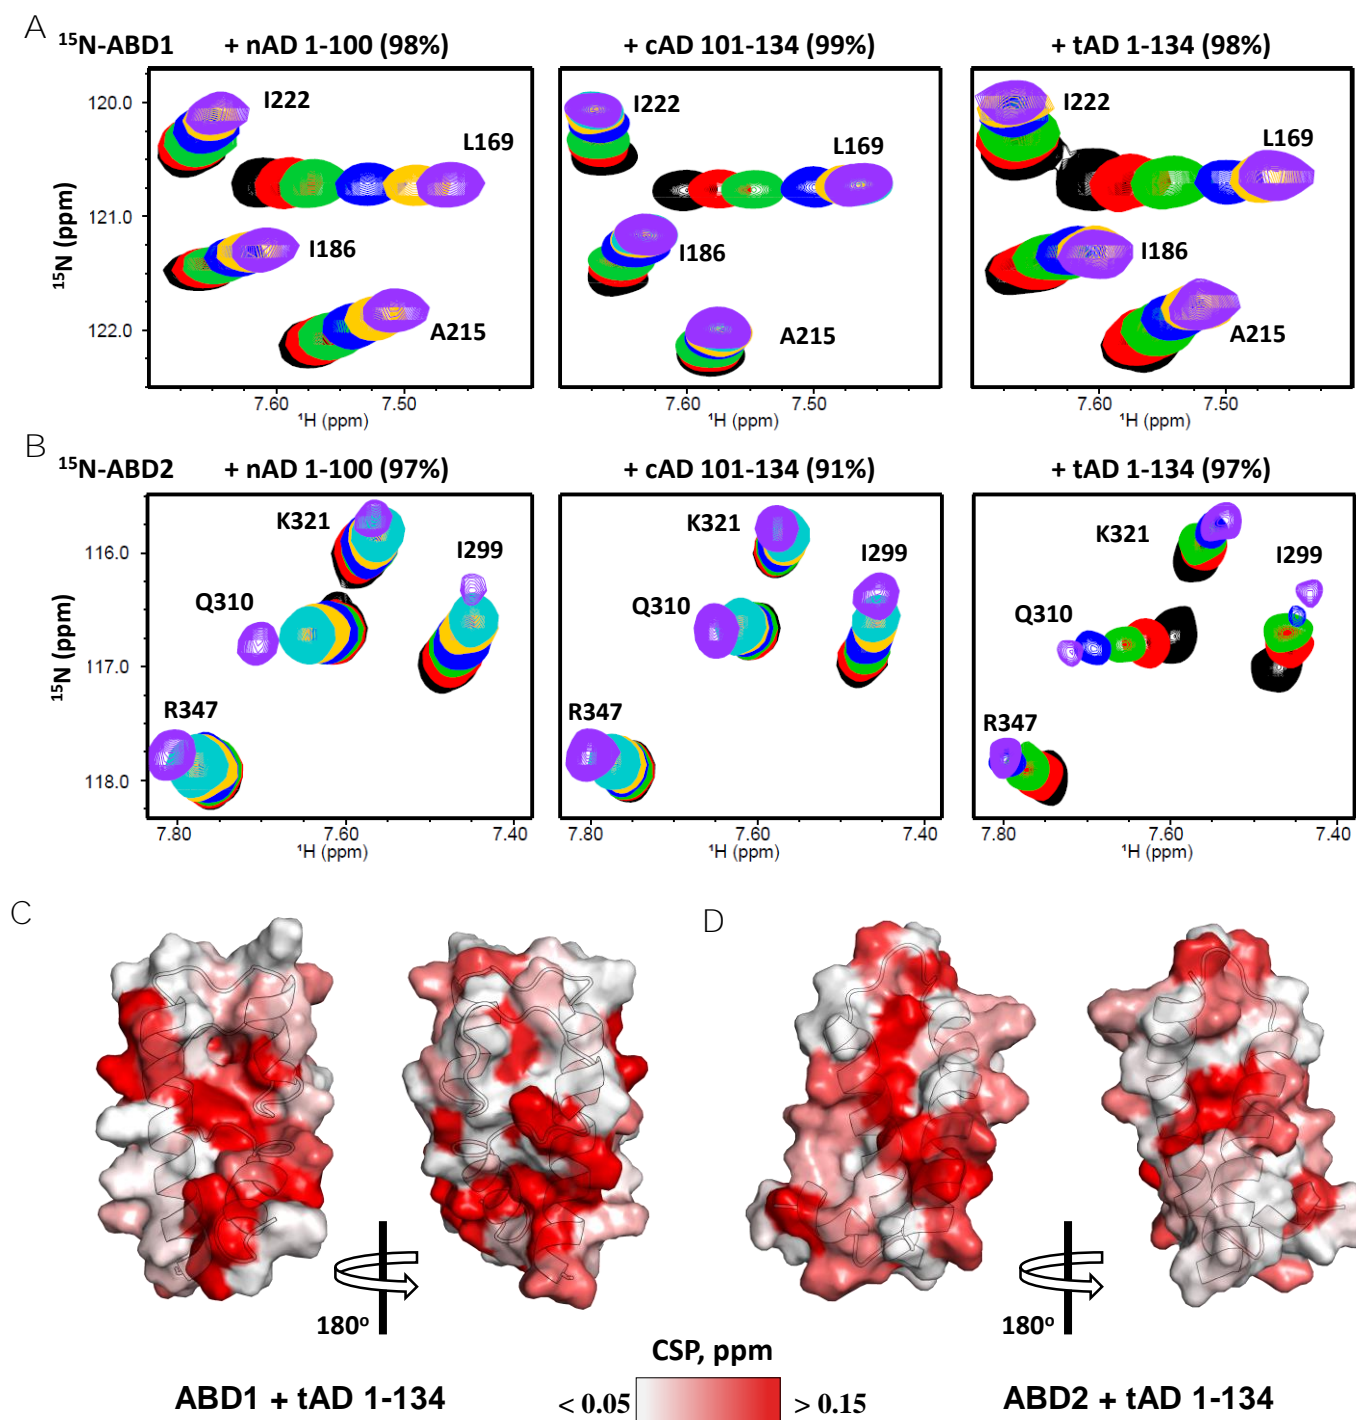 A
¹⁵N-ABD1 + nAD 1-100 (98%) + cAD 101-134 (99%) + tAD 1-134 (98%)
120.0
121.0
122.0
¹⁵N (ppm)
I222
L169
I186
A215
7.60 7.50
¹H (ppm)
I222
L169
I186
A215
7.60 7.50
¹H (ppm)
I222
L169
I186
A215
7.60 7.50
¹H (ppm)
B
¹⁵N-ABD2 + nAD 1-100 (97%) + cAD 101-134 (91%) + tAD 1-134 (97%)
116.0
117.0
118.0
¹⁵N (ppm)
K321
I299
Q310
R347
7.80 7.60 7.40
¹H (ppm)
K321
I299
Q310
R347
7.80 7.60 7.40
¹H (ppm)
K321
I299
Q310
R347
7.80 7.60 7.40
¹H (ppm)
C
D
180º
180º
CSP, ppm
< 0.05 > 0.15
ABD1 + tAD 1-134
ABD2 + tAD 1-134